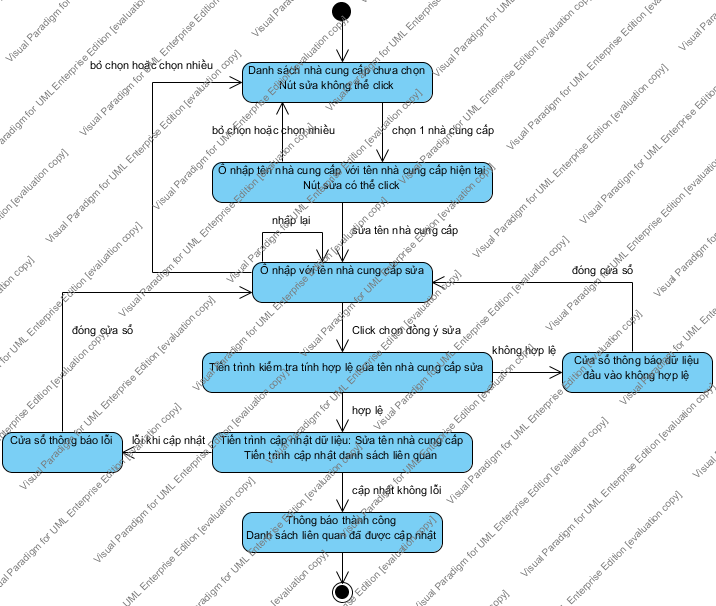 bỏ chọn hoặc chọn nhiều
Danh sách nhà cung cấp chưa chọn
Nút sửa không thể click
bỏ chọn hoặc chọn nhiều
chọn 1 nhà cung cấp
Ô nhập tên nhà cung cấp với tên nhà cung cấp hiện tại
Nút sửa có thể click
nhập lại
sửa tên nhà cung cấp
Ô nhập với tên nhà cung cấp sửa
đóng cửa sổ
đóng cửa sổ
Click chọn đồng ý sửa
không hợp lệ
Tiến trình kiểm tra tính hợp lệ của tên nhà cung cấp sửa
Cửa sổ thông báo dữ liệu
đầu vào không hợp lệ
hợp lệ
Cửa sổ thông báo lỗi
lỗi khi cập nhật
Tiến trình cập nhật dữ liệu: Sửa tên nhà cung cấp
Tiến trình cập nhật danh sách liên quan
cập nhật không lỗi
Thông báo thành công
Danh sách liên quan đã được cập nhật
Visual Paradigm for UML Enterprise Edition [evaluation copy]